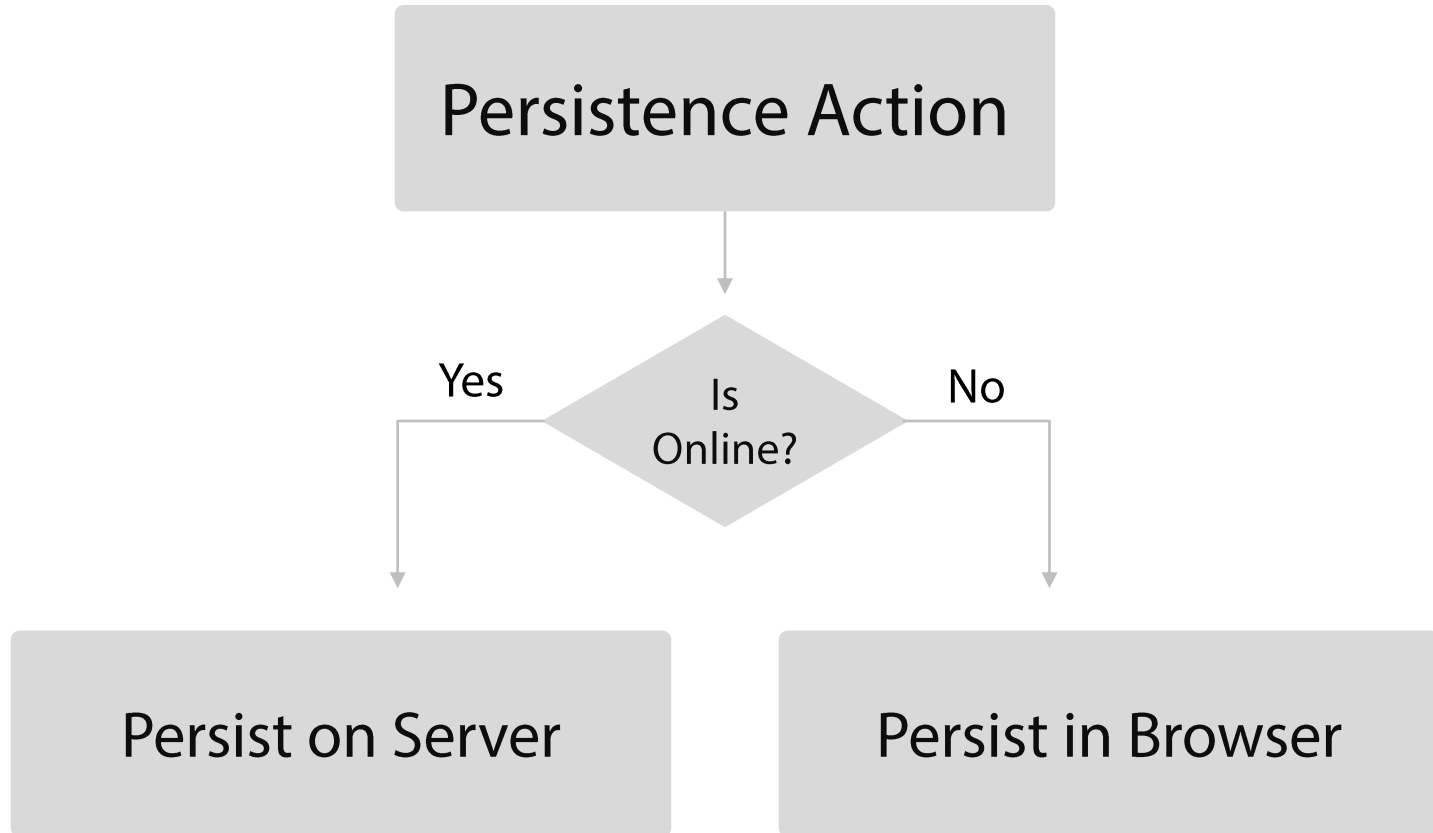 Persistence Action
Yes
Is
Online?
No
Persist on Server
Persist in Browser